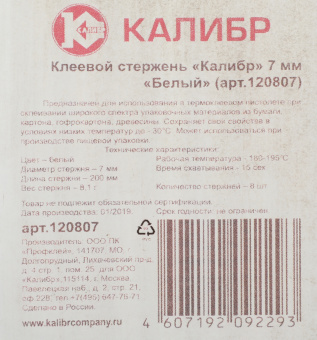 КАЛИБР
КАЛИБР
Клеевой стержень «Калибр» 7 мм
«Белый» (арт.120807)
Предназначен для использования в термоклеевом пистолете при
склеивании широкого спектра упаковочных материалов из бумаги,
картона, гофрокартона, древесины. Сохраняет свои свойства в
условиях низких температур до -30°С. Может использоваться при
производстве пищевой упаковки.
Технические характеристики
Цвет – белый
Рабочая температура - 180-195°С
Диаметр стержня – 7 мм
Время схватывания - 15 сек
Длина стержня – 200 мм
Вес стержня – 8,1 г
Количество стержней – 8 шт
Товар не подлежит обязательной сертификации.
Дата производства: 01/2019.
Срок годности не ограничен.
арт.120807
Производитель: ООО ПК
«Профклей», 141707, МО, г.
Долгопрудный, Лихачевский пр-
д, 4 стр. 1, пом. 25, для ООО
«Калибр»,115114, г. Москва,
Павелецкая наб, д. 2, стр. 21,
оф.228, тел.+7(495) 647-76-71
Сделано в России.
www.kalibrcompany.ru
4 607192 092293